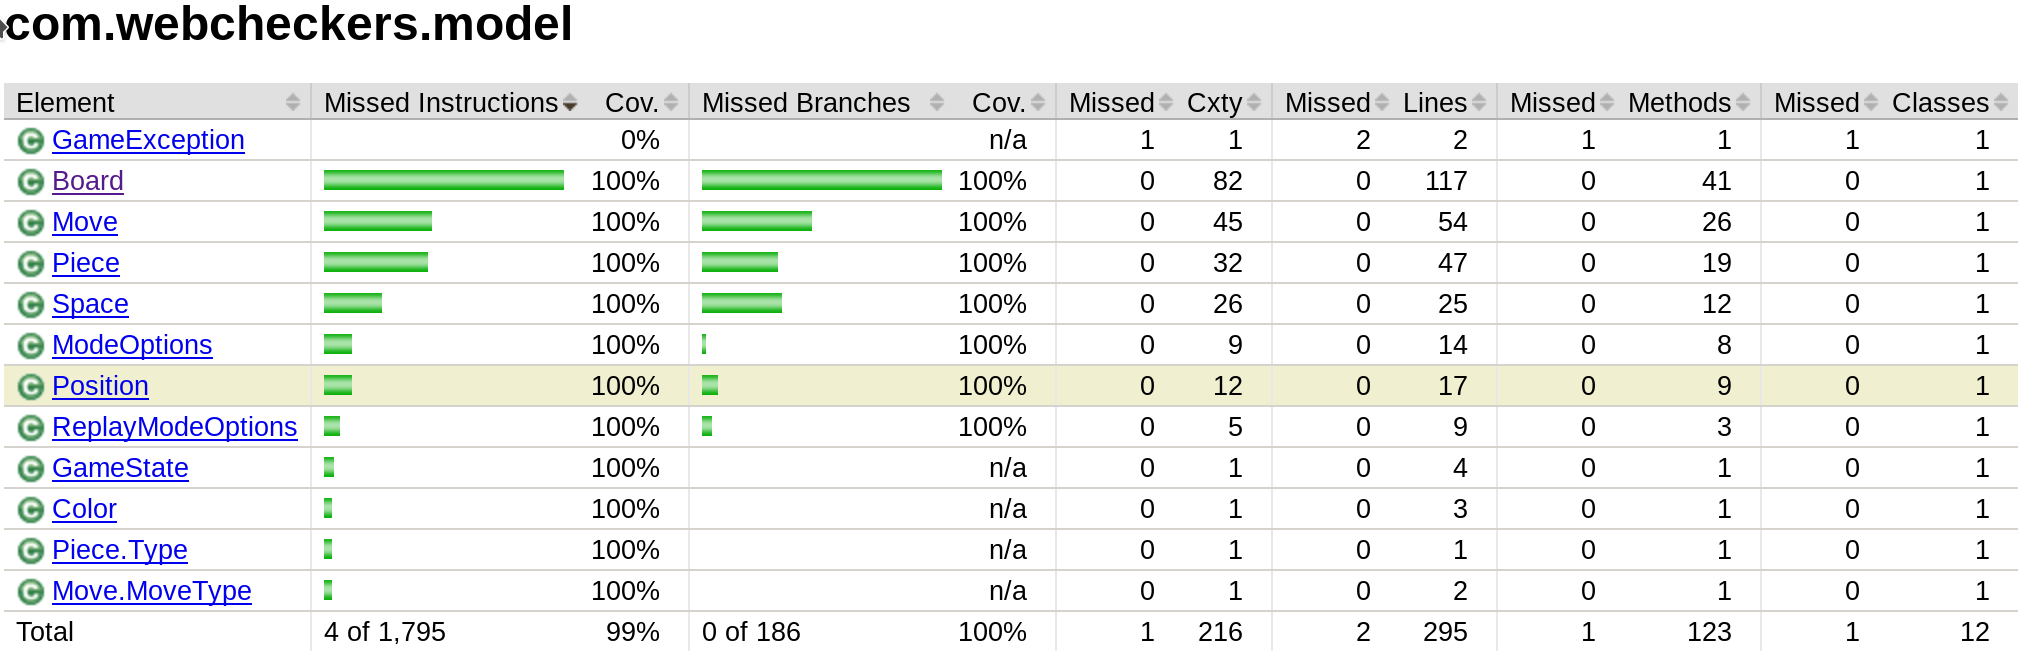 com.webcheckers.model
Element Missed Instructions Cov. Missed Branches Cov. Missed Cxty Missed Lines Missed Methods Missed Classes
C GameException 0% n/a 1 1 2 2 1 1 1 1
C Board 100% 100% 0 82 0 117 0 41 0 1
C Move 100% 100% 0 45 0 54 0 26 0 1
C Piece 100% 100% 0 32 0 47 0 19 0 1
C Space 100% 100% 0 26 0 25 0 12 0 1
C ModeOptions 100% 100% 0 9 0 14 0 8 0 1
C Position 100% 100% 0 12 0 17 0 9 0 1
C ReplayModeOptions 100% 100% 0 5 0 9 0 3 0 1
C GameState 100% n/a 0 1 0 4 0 1 0 1
C Color 100% n/a 0 1 0 3 0 1 0 1
C Piece.Type 100% n/a 0 1 0 1 0 1 0 1
C Move.MoveType 100% n/a 0 1 0 2 0 1 0 1
Total 4 of 1,795 99% 0 of 186 100% 1 216 2 295 1 123 1 12